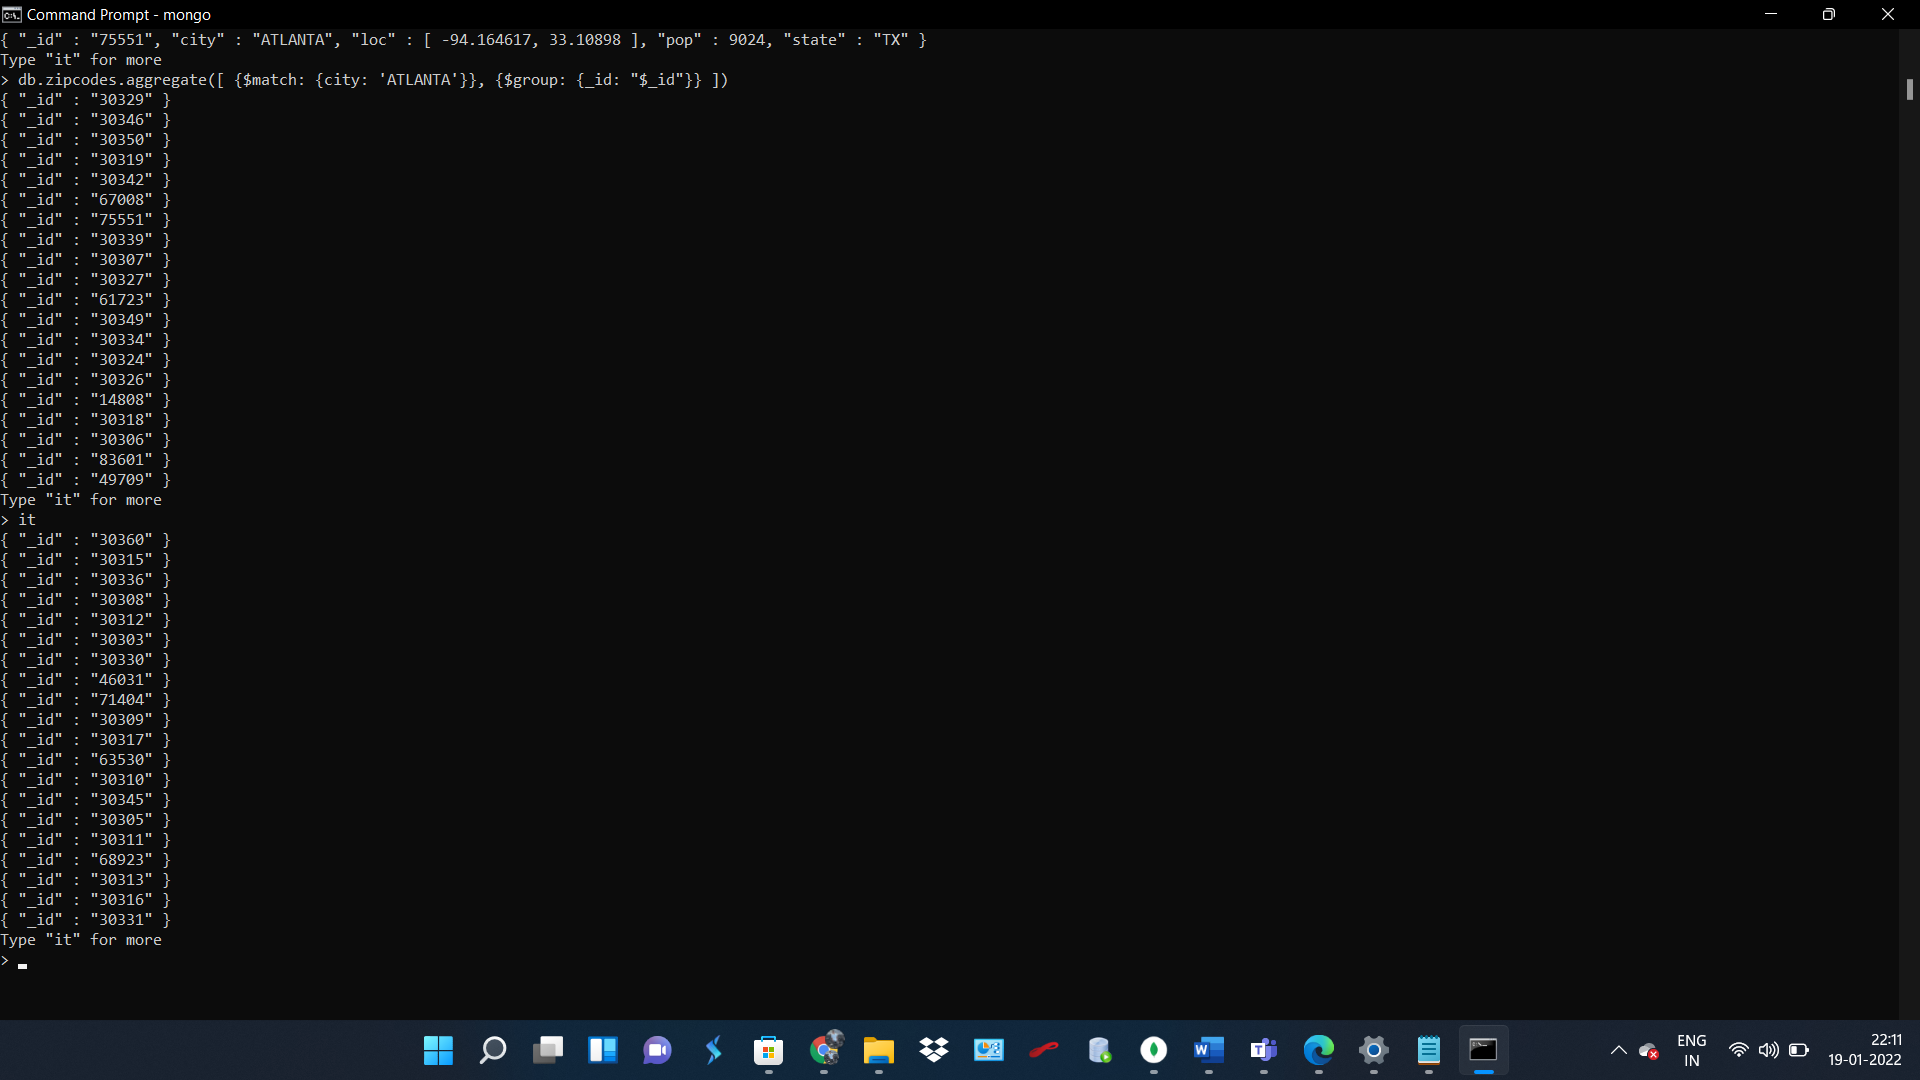 Command Prompt - mongo
{ "_id" : "75551", "city" : "ATLANTA", "loc" : [ -94.164617, 33.10898 ], "pop" : 9024, "state" : "TX" }
Type "it" for more
> db.zipcodes.aggregate([ {$match: {city: 'ATLANTA'}}, {$group: {_id: "$_id"}} ])
{ "_id" : "30329" }
{ "_id" : "30346" }
{ "_id" : "30350" }
{ "_id" : "30319" }
{ "_id" : "30342" }
{ "_id" : "67008" }
{ "_id" : "75551" }
{ "_id" : "30339" }
{ "_id" : "30307" }
{ "_id" : "30327" }
{ "_id" : "61723" }
{ "_id" : "30349" }
{ "_id" : "30334" }
{ "_id" : "30324" }
{ "_id" : "30326" }
{ "_id" : "14808" }
{ "_id" : "30318" }
{ "_id" : "30306" }
{ "_id" : "83601" }
{ "_id" : "49709" }
Type "it" for more
> it
{ "_id" : "30360" }
{ "_id" : "30315" }
{ "_id" : "30336" }
{ "_id" : "30308" }
{ "_id" : "30312" }
{ "_id" : "30303" }
{ "_id" : "30330" }
{ "_id" : "46031" }
{ "_id" : "71404" }
{ "_id" : "30309" }
{ "_id" : "30317" }
{ "_id" : "63530" }
{ "_id" : "30310" }
{ "_id" : "30345" }
{ "_id" : "30305" }
{ "_id" : "30311" }
{ "_id" : "68923" }
{ "_id" : "30313" }
{ "_id" : "30316" }
{ "_id" : "30331" }
Type "it" for more
>
ENG
IN
22:11
19-01-2022